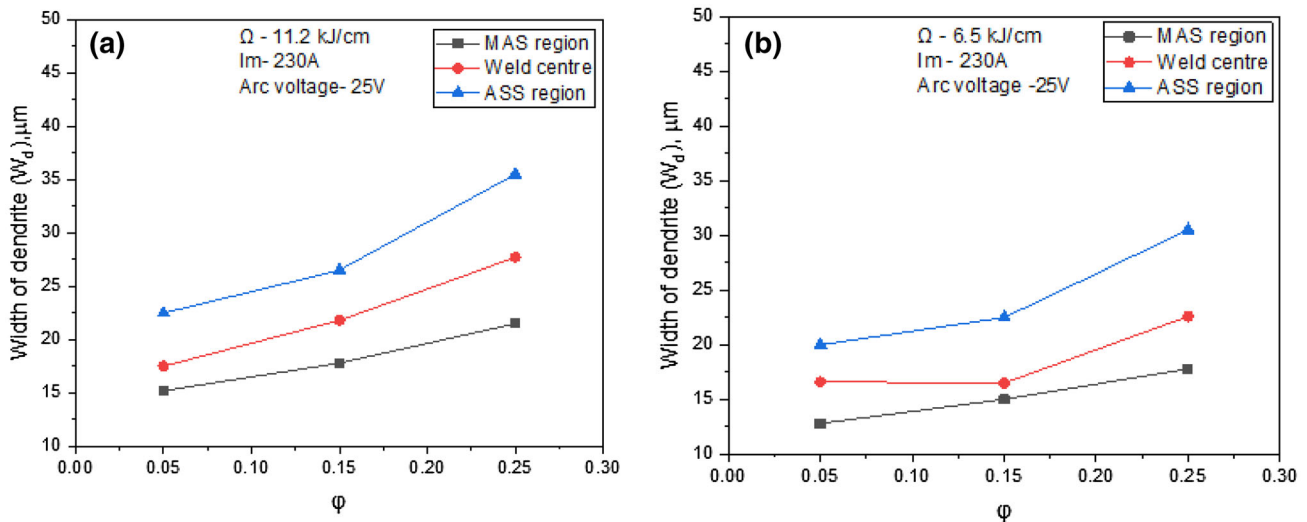 (a)
Ω - 11.2 kJ/cm
Im- 230A
Arc voltage- 25V
MAS region
Weld centre
ASS region
Width of dendrite (W_d),μm
50
45
40
35
30
25
20
15
10
0.00 0.05 0.10 0.15 0.20 0.25 0.30
φ
(b)
Ω - 6.5 kJ/cm
Im- 230A
Arc voltage -25V
MAS region
Weld centre
ASS region
Width of dendrite (W_d), μm
50
45
40
35
30
25
20
15
10
0.00 0.05 0.10 0.15 0.20 0.25 0.30
φ